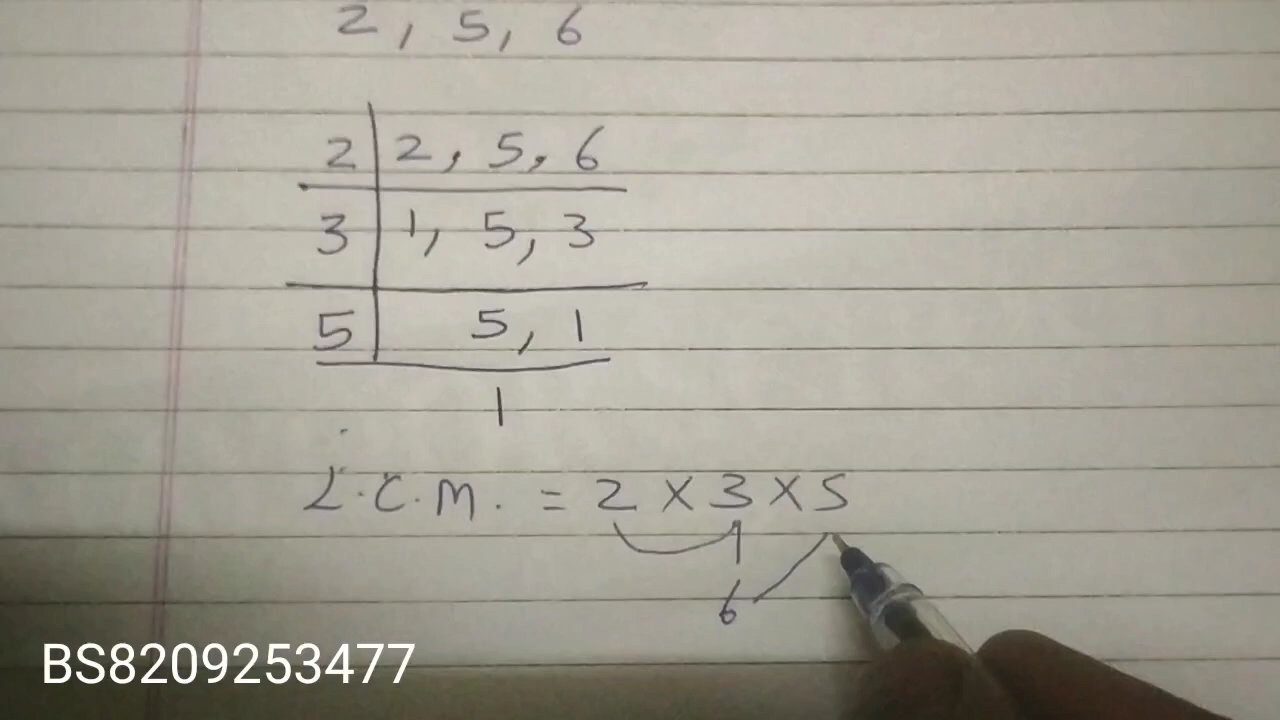 2, 5, 6
2 | 2, 5, 6
3 | 1, 5, 3
5 | 5, 1
1
L.C.M. = 2 × 3 × 5
6
BS8209253477